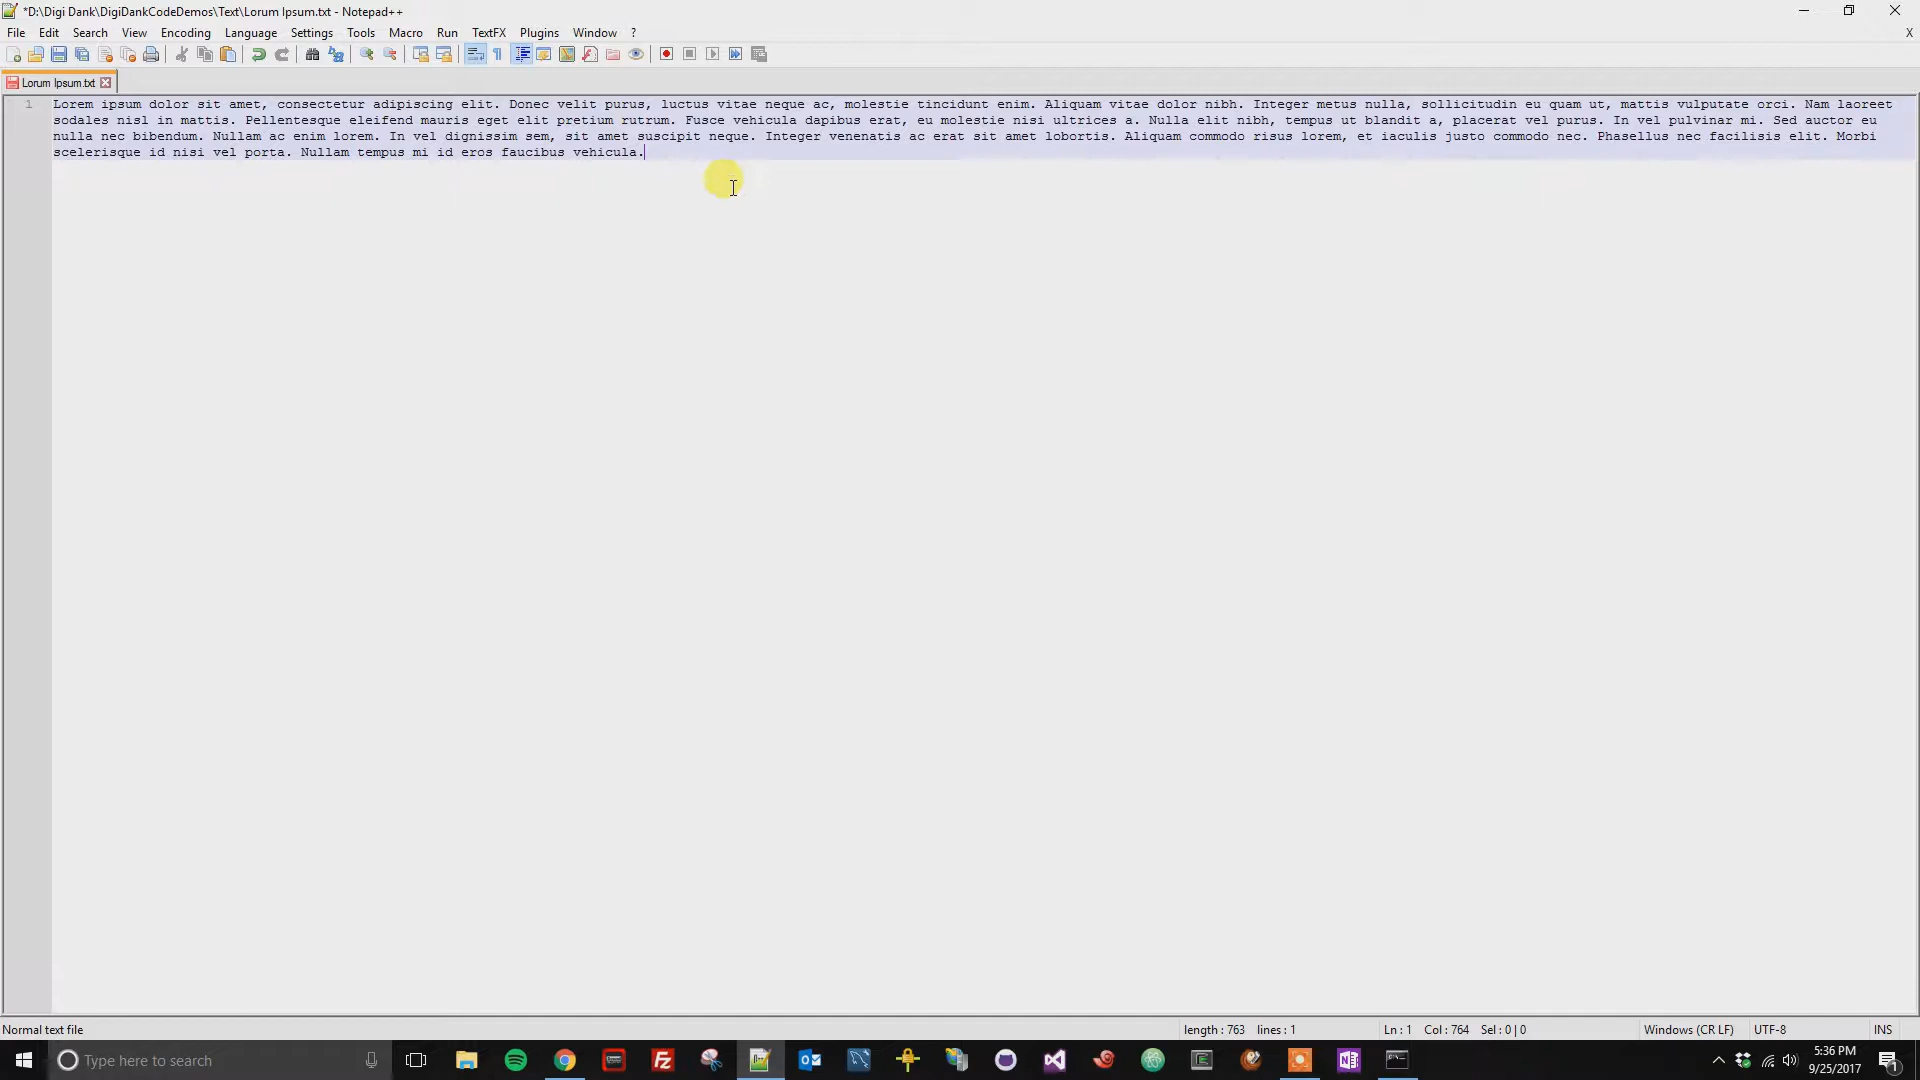 *D:\Digi Dank\DigiDankCodeDemos\Text\Lorum Ipsum.txt - Notepad++
File Edit Search View Encoding Language Settings Tools Macro Run TextFX Plugins Window ? X
Lorum Ipsum.txt
1 Lorem ipsum dolor sit amet, consectetur adipiscing elit. Donec velit purus, luctus vitae neque ac, molestie tincidunt enim. Aliquam vitae dolor nibh. Integer metus nulla, sollicitudin eu quam ut, mattis vulputate orci. Nam laoreet
sodales nisl in mattis. Pellentesque eleifend mauris eget elit pretium rutrum. Fusce vehicula dapibus erat, eu molestie nisi ultrices a. Nulla elit nibh, tempus ut blandit a, placerat vel purus. In vel pulvinar mi. Sed auctor eu
nulla nec bibendum. Nullam ac enim lorem. In vel dignissim sem, sit amet suscipit neque. Integer venenatis ac erat sit amet lobortis. Aliquam commodo risus lorem, et iaculis justo commodo nec. Phasellus nec facilisis elit. Morbi
scelerisque id nisi vel porta. Nullam tempus mi id eros faucibus vehicula.
Normal text file length : 763 lines : 1 Ln : 1 Col : 764 Sel : 0 | 0 Windows (CR LF) UTF-8 INS
Type here to search
5:36 PM
9/25/2017